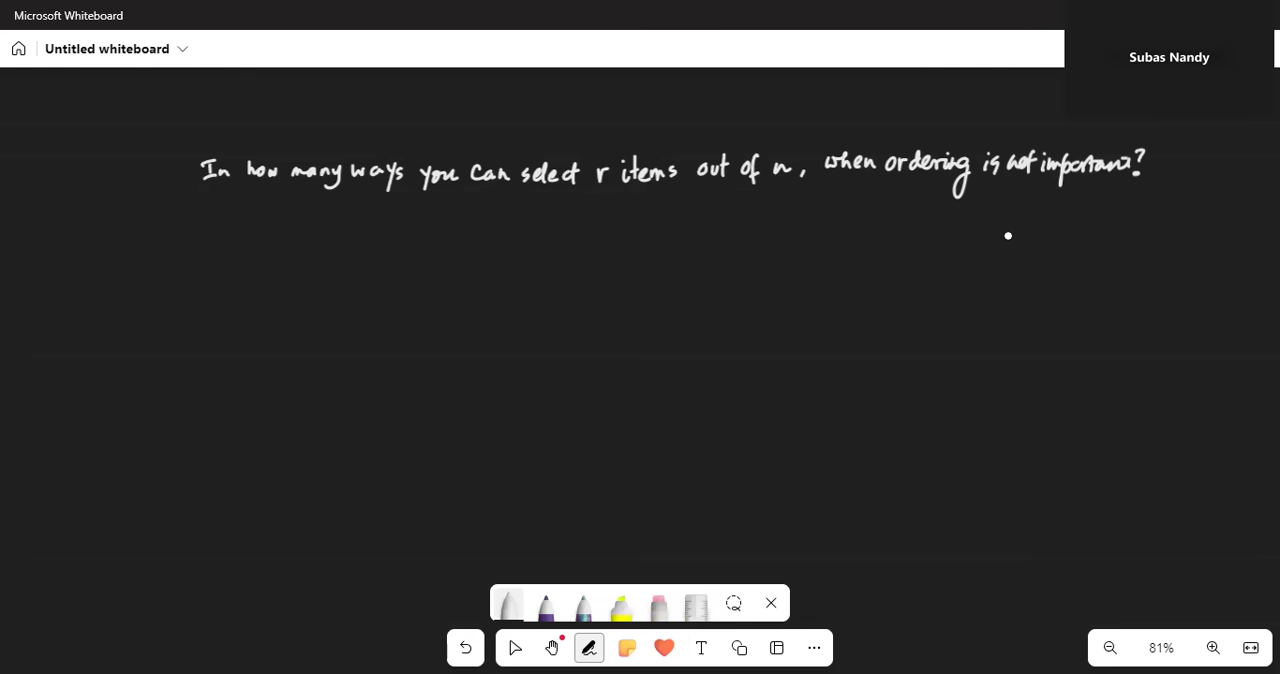 Microsoft Whiteboard
Untitled whiteboard
Subas Nandy
In how many ways you can select r items out of n, when ordering is not important?
T
81%